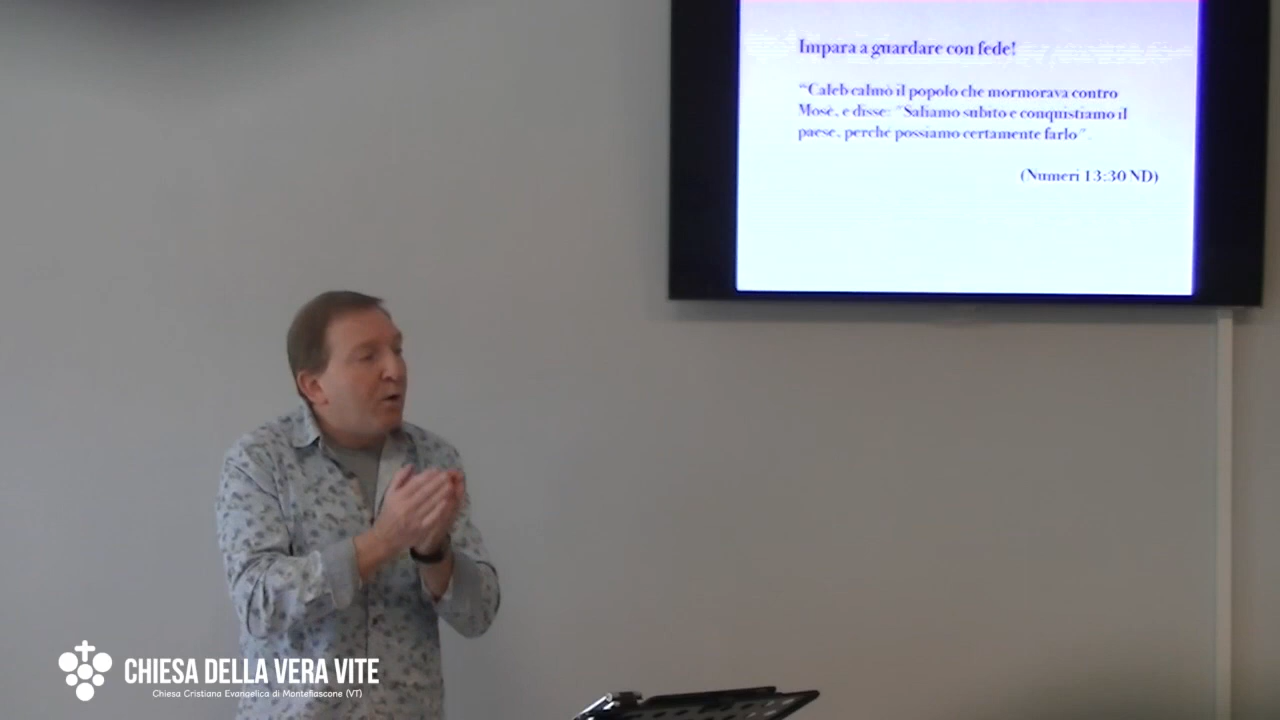 Impara a guardare con fede!
“Caleb calmò il popolo che mormorava contro
Mosè, e disse: "Saliamo subito e conquistiamo il
paese, perché possiamo certamente farlo”.
(Numeri 13:30 ND)
CHIESA DELLA VERA VITE
Chiesa Cristiana Evangelica di Montefiascone (VT)